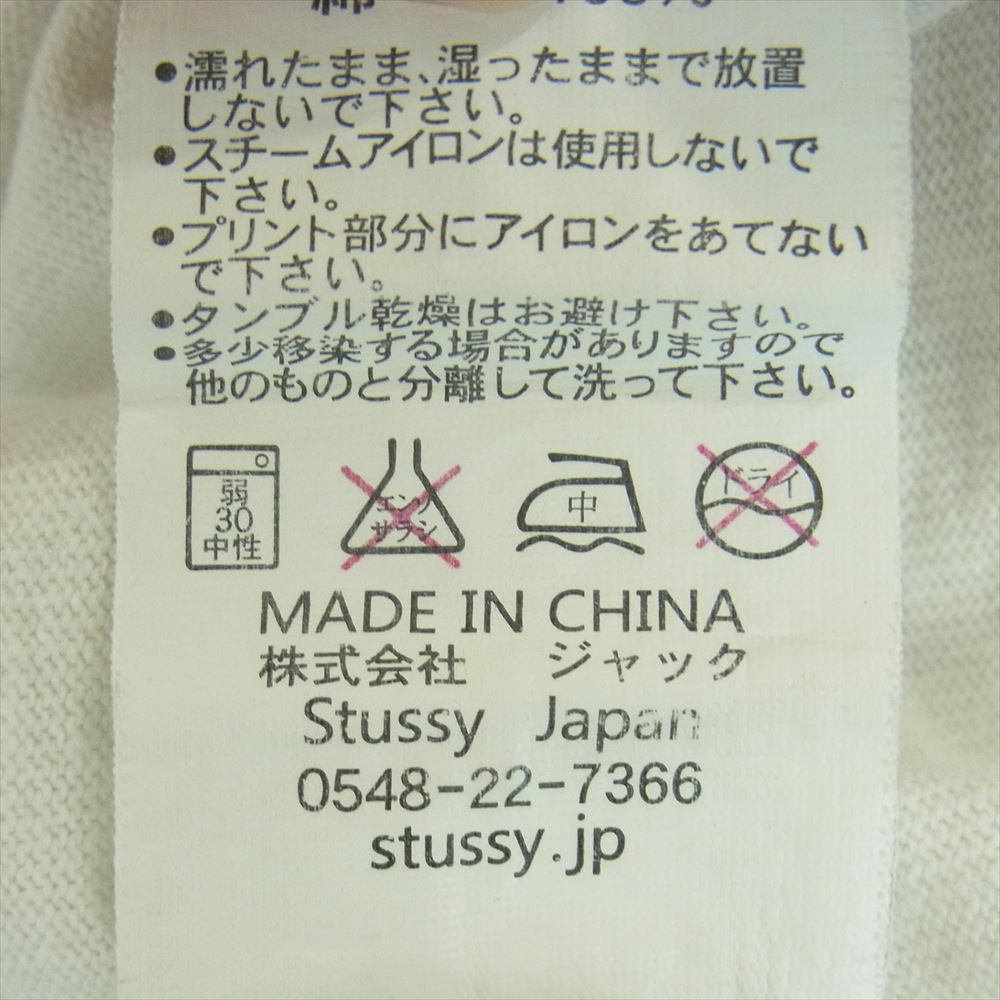 綿 100%
•濡れたまま、湿ったままで放置
しないで下さい。
•スチームアイロンは使用しないで
下さい。
•プリント部分にアイロンをあてない
で下さい。
•タンブル乾燥はお避け下さい。
•多少移染する場合がありますので
他のものと分離して洗って下さい。
弱
30
中性
エンソ
サラシ
中
ドライ
MADE IN CHINA
株式会社 ジャック
Stussy Japan
0548-22-7366
stussy.jp